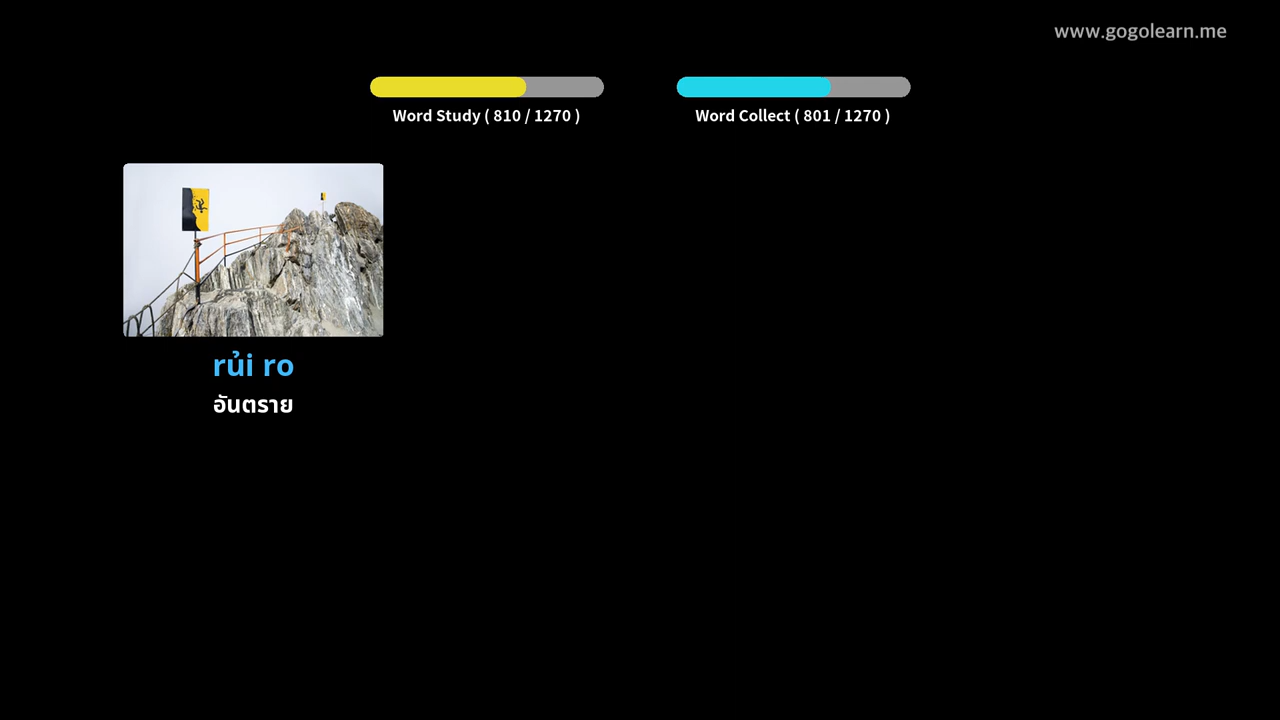 www.gogolearn.me
Word Study ( 810 / 1270 )
Word Collect ( 801 / 1270 )
rủi ro
อันตราย